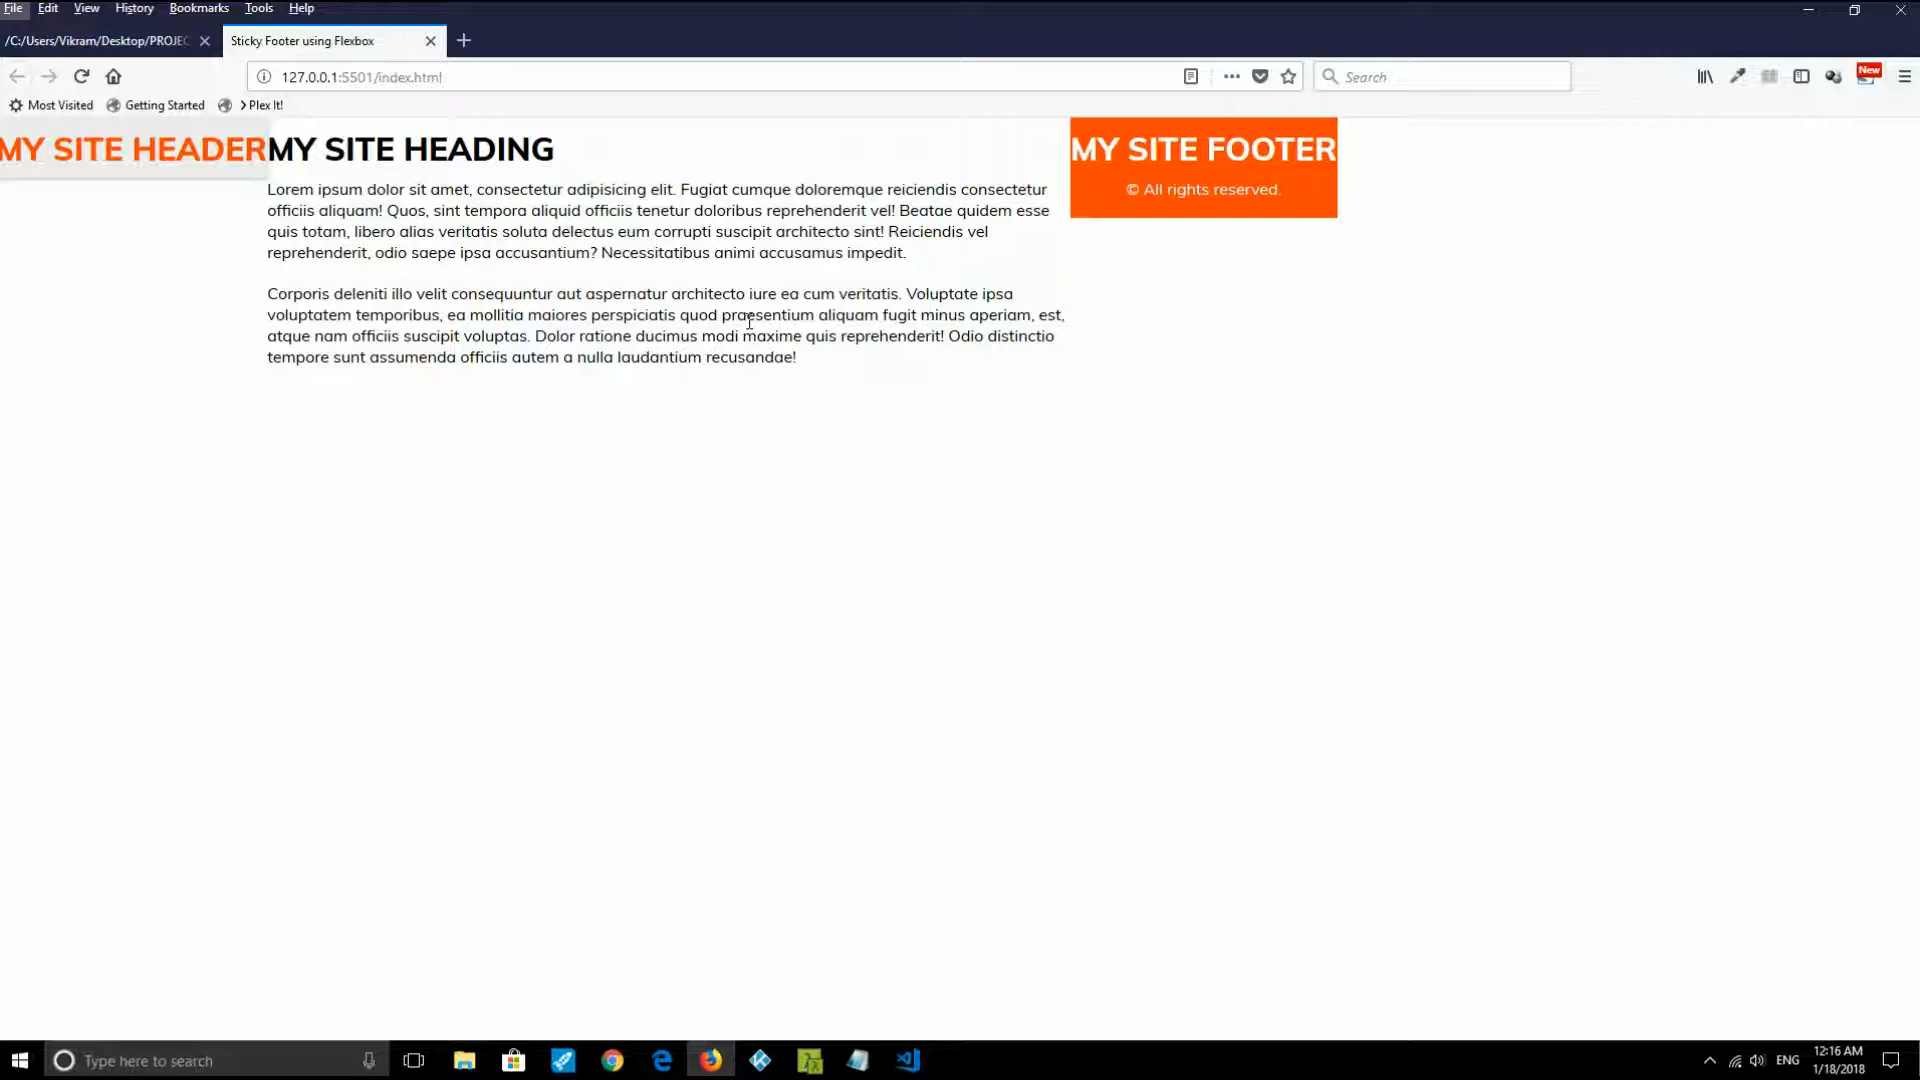 File Edit View History Bookmarks Tools Help
/C:/Users/Vikram/Desktop/PROJEC
Sticky Footer using Flexbox
127.0.0.1:5501/index.html
Search
New
Most Visited Getting Started Plex It!
MY SITE HEADER
MY SITE HEADING
Lorem ipsum dolor sit amet, consectetur adipisicing elit. Fugiat cumque doloremque reiciendis consectetur
officiis aliquam! Quos, sint tempora aliquid officiis tenetur doloribus reprehenderit vel! Beatae quidem esse
quis totam, libero alias veritatis soluta delectus eum corrupti suscipit architecto sint! Reiciendis vel
reprehenderit, odio saepe ipsa accusantium? Necessitatibus animi accusamus impedit.
Corporis deleniti illo velit consequuntur aut aspernatur architecto iure ea cum veritatis. Voluptate ipsa
voluptatem temporibus, ea mollitia maiores perspiciatis quod praesentium aliquam fugit minus aperiam, est,
atque nam officiis suscipit voluptas. Dolor ratione ducimus modi maxime quis reprehenderit! Odio distinctio
tempore sunt assumenda officiis autem a nulla laudantium recusandae!
MY SITE FOOTER
© All rights reserved.
Type here to search
ENG
12:16 AM
1/18/2018